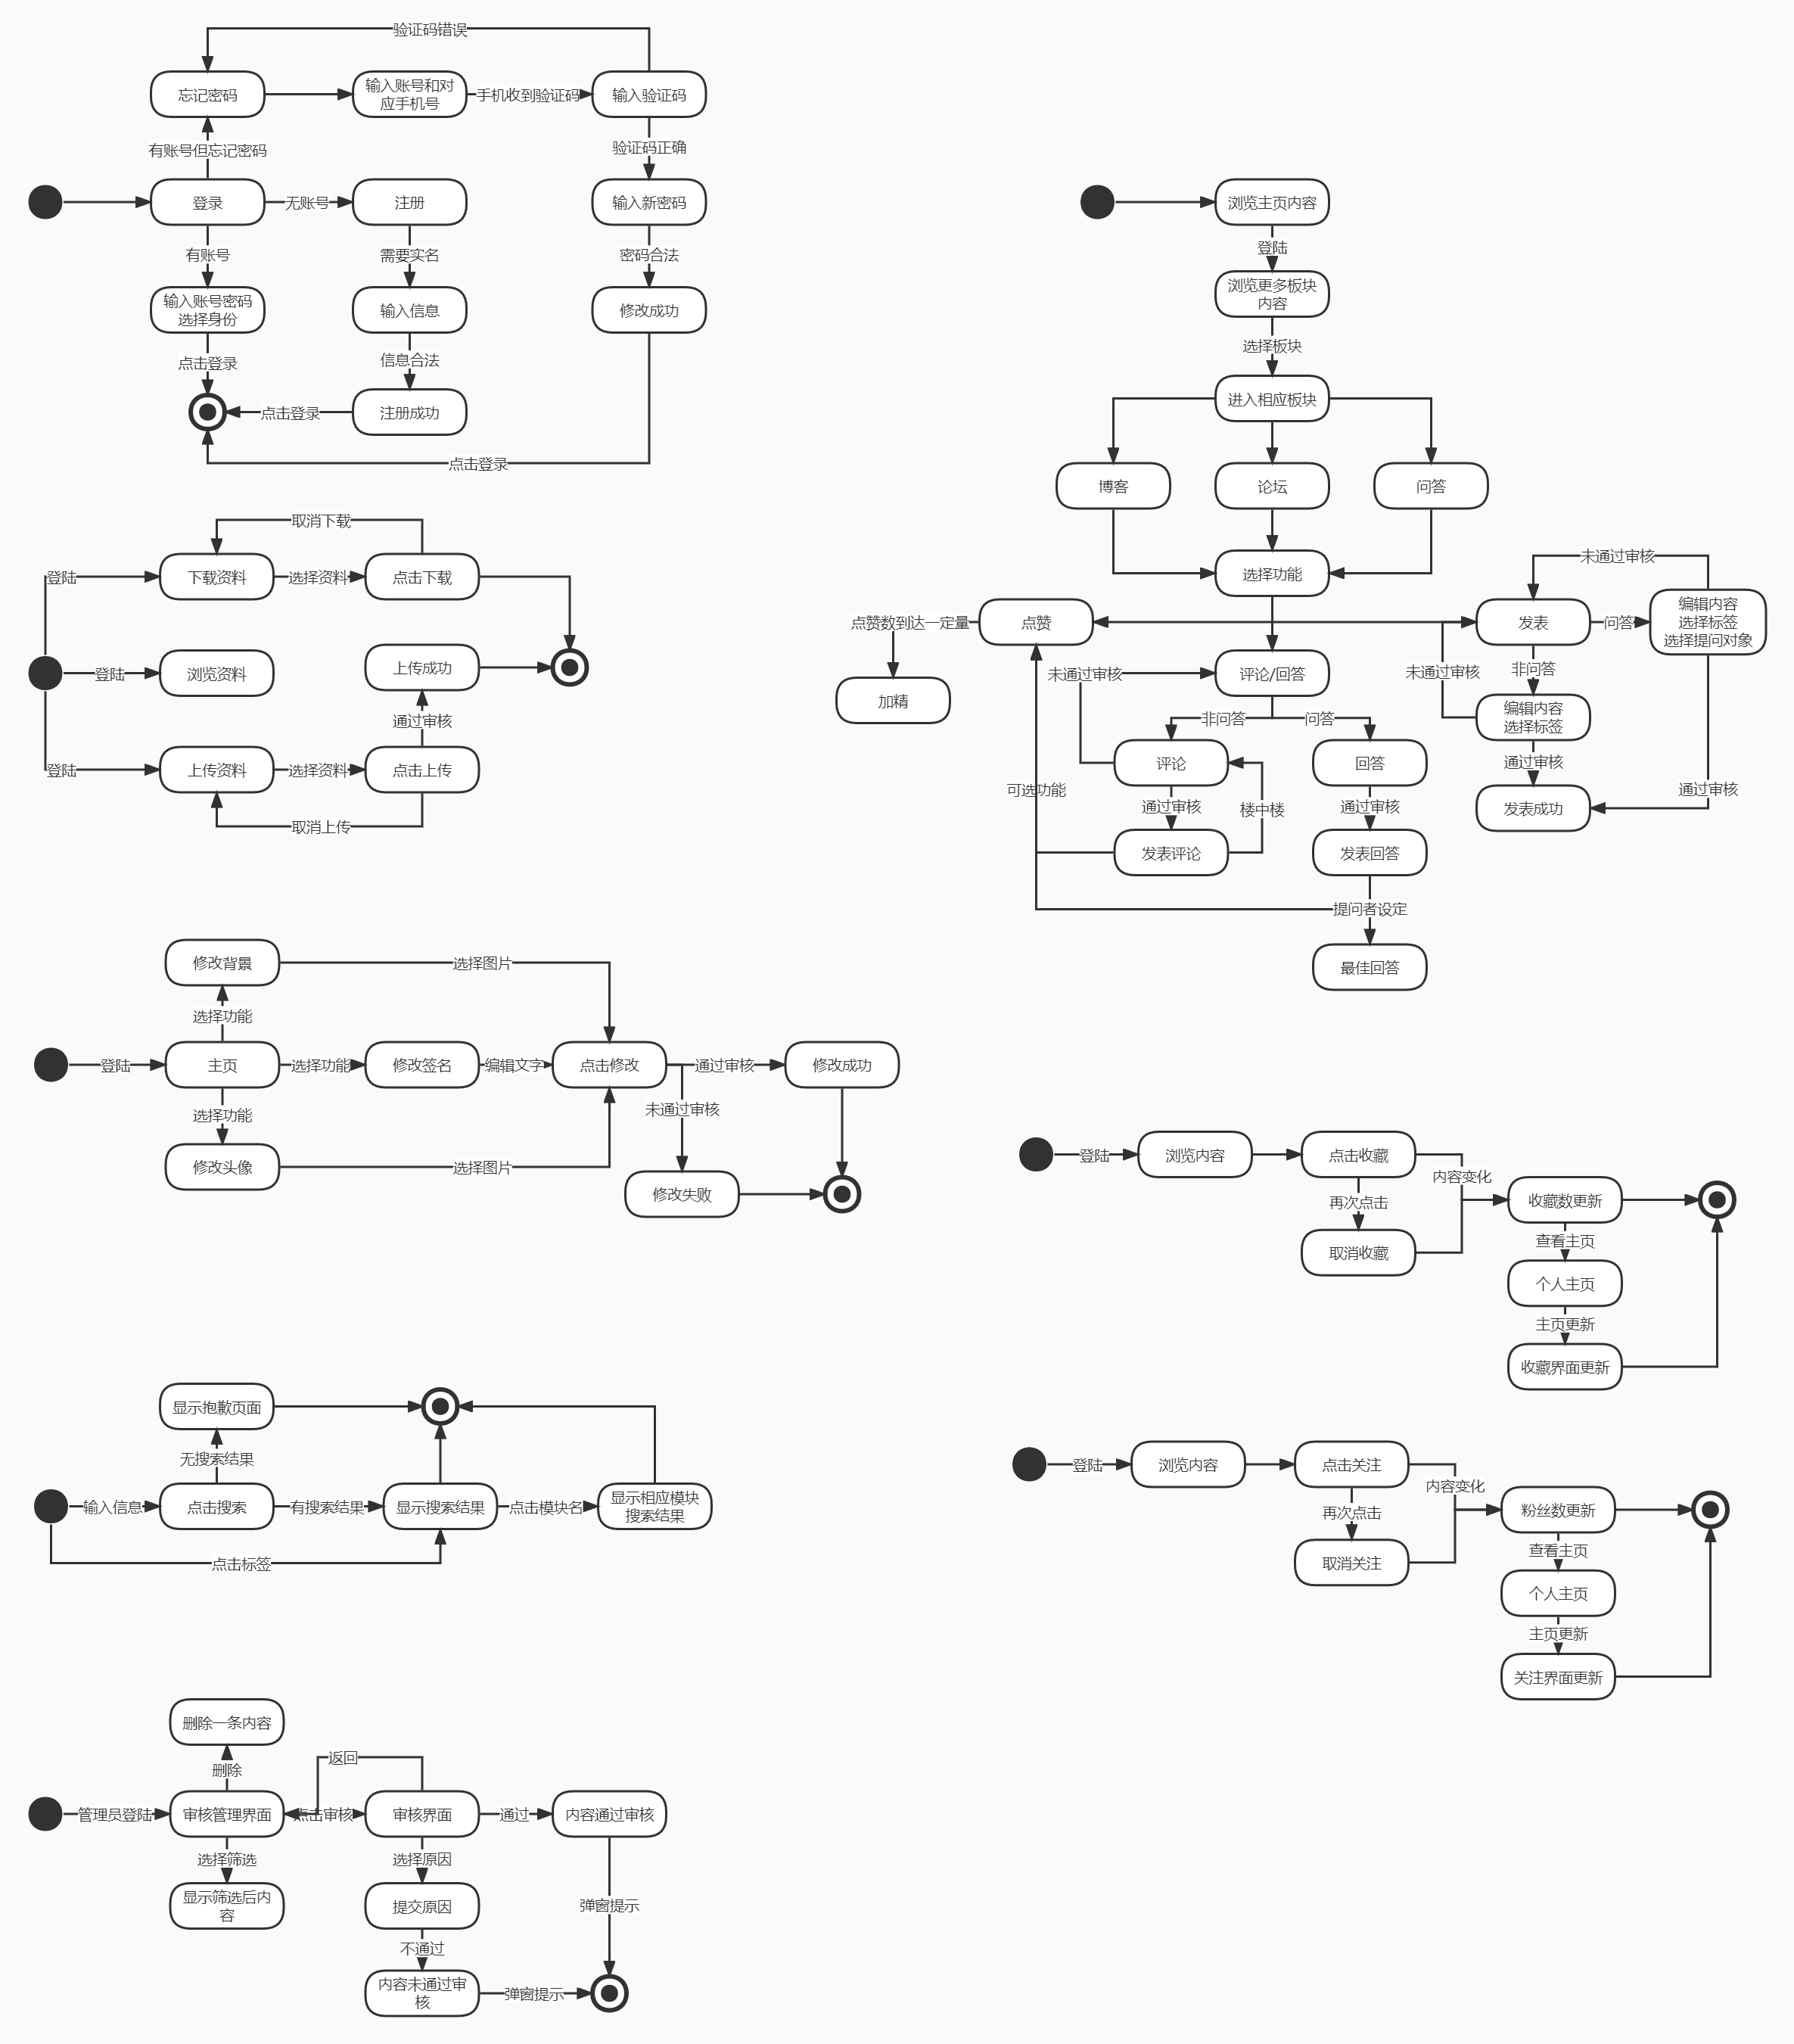 验证码错误
忘记密码
输入账号和对
应手机号
手机收到验证码
输入验证码
有账号但忘记密码
验证码正确
登录
无账号
注册
输入新密码
有账号
需要实名
密码合法
输入账号密码
选择身份
输入信息
修改成功
点击登录
信息合法
点击登录
注册成功
点击登录
取消下载
登陆
下载资料
选择资料
点击下载
登陆
浏览资料
上传成功
通过审核
登陆
上传资料
选择资料
点击上传
取消上传
浏览主页内容
登陆
浏览更多板块
内容
选择板块
进入相应板块
博客
论坛
问答
选择功能
未通过审核
点赞数到达一定量
点赞
发表
问答
编辑内容
选择标签
选择提问对象
加精
未通过审核
评论/回答
未通过审核
非问答
编辑内容
选择标签
非问答
问答
评论
回答
通过审核
可选功能
通过审核
楼中楼
通过审核
发表成功
通过审核
发表评论
发表回答
提问者设定
最佳回答
修改背景
选择图片
选择功能
登陆
主页
选择功能
修改签名
编辑文字
点击修改
通过审核
修改成功
选择功能
未通过审核
修改头像
选择图片
修改失败
登陆
浏览内容
点击收藏
内容变化
再次点击
收藏数更新
取消收藏
查看主页
个人主页
主页更新
收藏界面更新
显示抱歉页面
无搜索结果
输入信息
点击搜索
有搜索结果
显示搜索结果
点击模块名
显示相应模块
搜索结果
点击标签
登陆
浏览内容
点击关注
内容变化
再次点击
粉丝数更新
取消关注
查看主页
个人主页
主页更新
关注界面更新
删除一条内容
删除
返回
管理员登陆
审核管理界面
点击审核
审核界面
通过
内容通过审核
选择筛选
选择原因
显示筛选后内
容
提交原因
弹窗提示
不通过
内容未通过审
核
弹窗提示